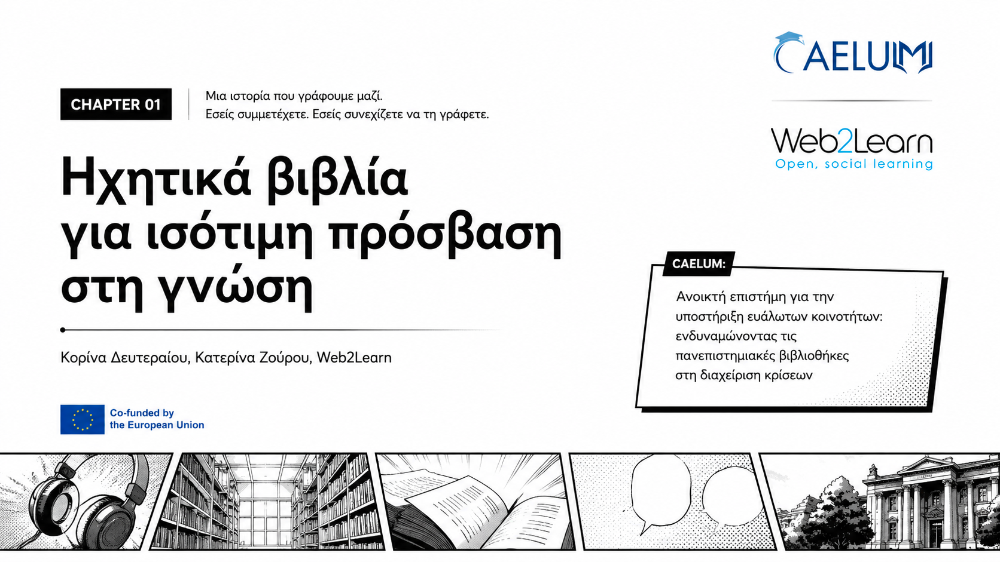 CAELUM
CHAPTER 01
Μια ιστορία που γράφουμε μαζί.
Εσείς συμμετέχετε. Εσείς συνεχίζετε να τη γράφετε.
Web2Learn
Open, social learning
Ηχητικά βιβλία
για ισότιμη πρόσβαση
στη γνώση
CAELUM:
Ανοικτή επιστήμη για την
υποστήριξη ευάλωτων κοινοτήτων:
ενδυναμώνοντας τις
πανεπιστημιακές βιβλιοθήκες
στη διαχείριση κρίσεων
Κορίνα Δευτεραίου, Κατερίνα Ζούρου, Web2Learn
Co-funded by
the European Union